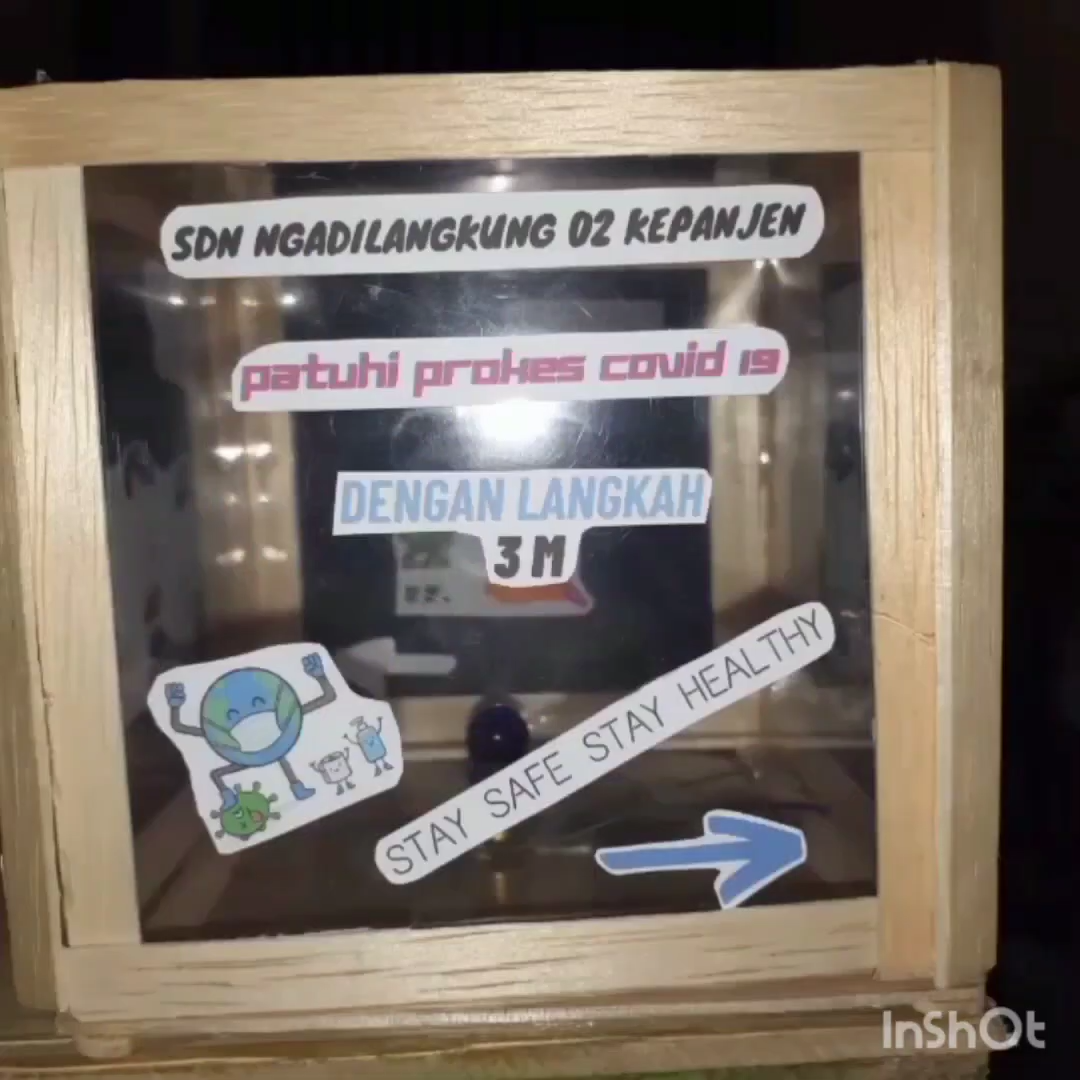 SDN NGADILANGKUNG 02 KEPANJEN
patuhi prokes covid 19
DENGAN LANGKAH
3 M
STAY SAFE STAY HEALTHY
InShOt